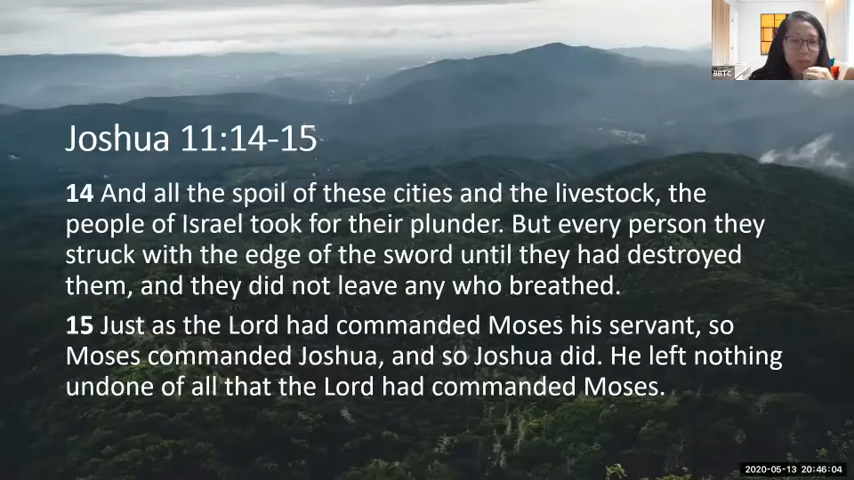 BBTC
Joshua 11:14-15
14 And all the spoil of these cities and the livestock, the
people of Israel took for their plunder. But every person they
struck with the edge of the sword until they had destroyed
them, and they did not leave any who breathed.
15 Just as the Lord had commanded Moses his servant, so
Moses commanded Joshua, and so Joshua did. He left nothing
undone of all that the Lord had commanded Moses.
2020-05-13 20:46:04